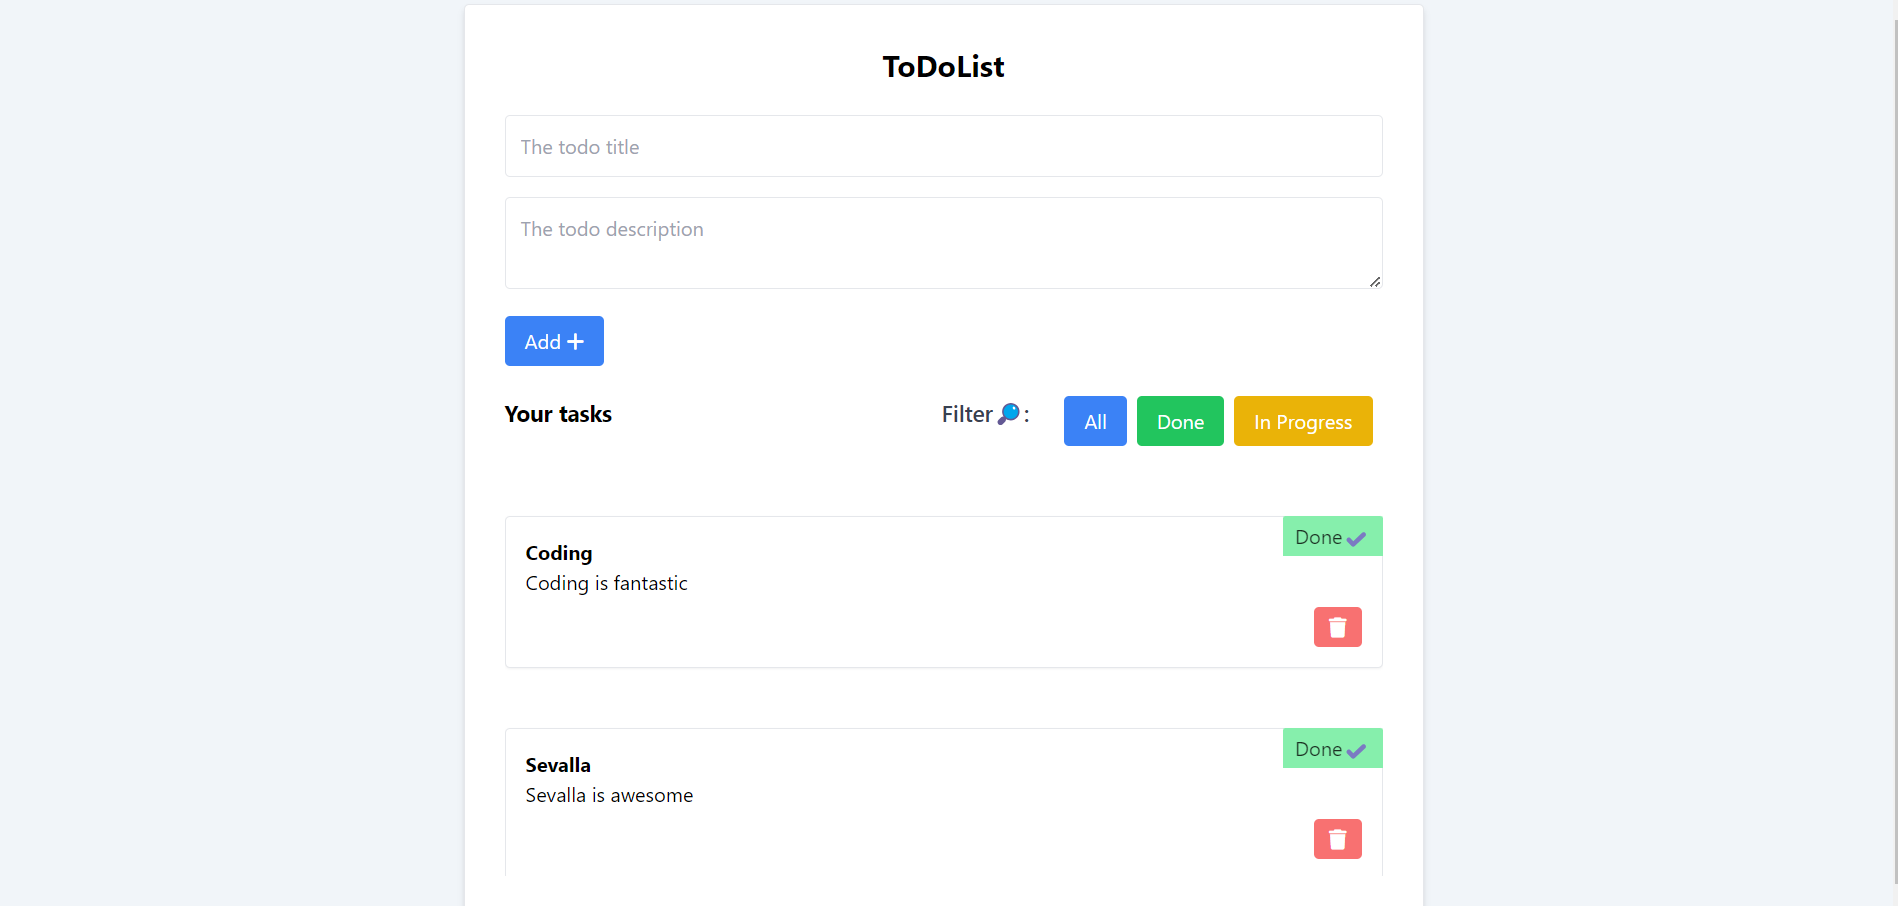 ToDoList
The todo title
The todo description
Add
Your tasks
Filter🔎:
All
Done
In Progress
Done ✔
Coding
Coding is fantastic
Done ✔
Sevalla
Sevalla is awesome